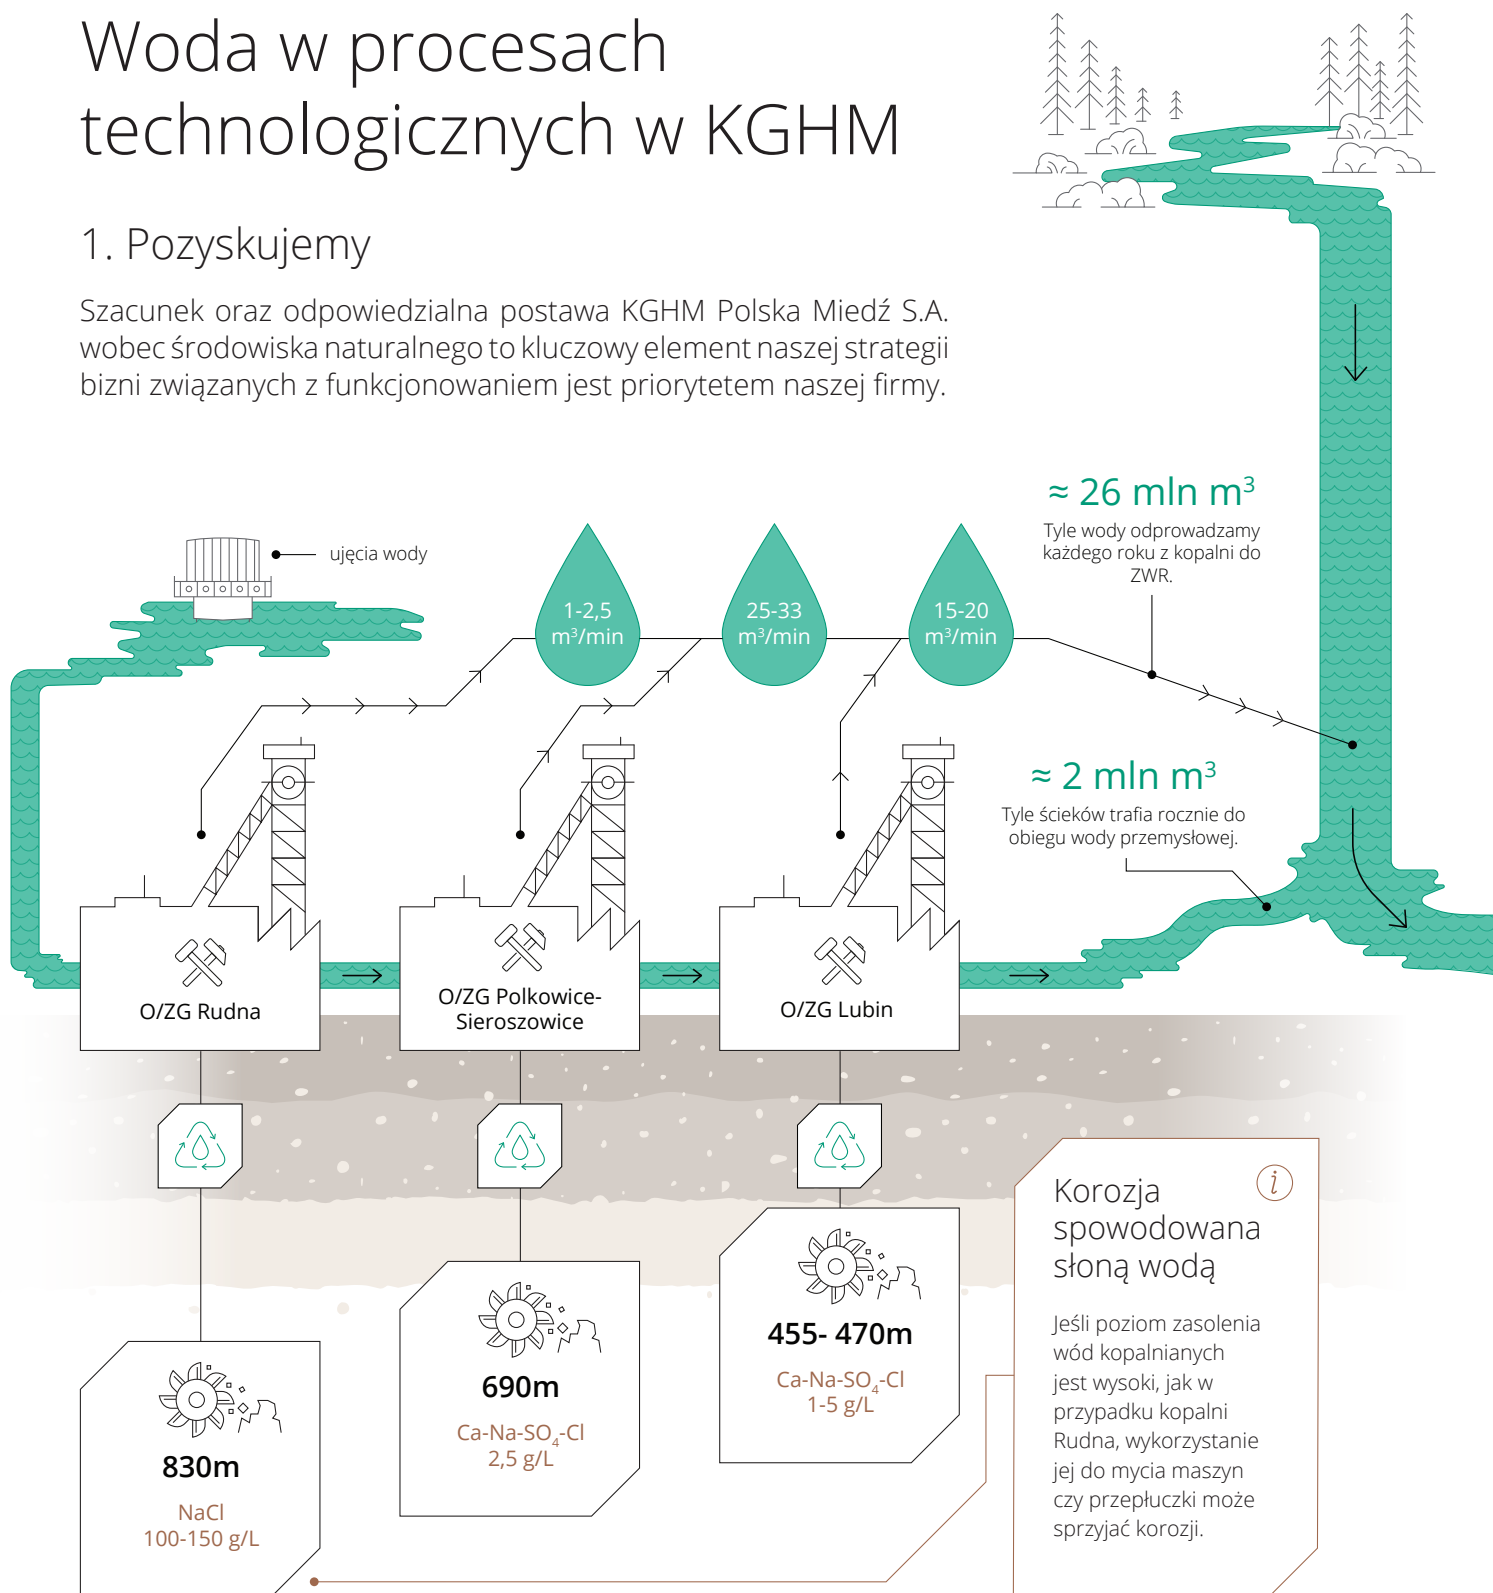 Woda w procesach
technologicznych w KGHM
1. Pozyskujemy
Szacunek oraz odpowiedzialna postawa KGHM Polska Miedź S.A.
wobec środowiska naturalnego to kluczowy element naszej strategii
bizni związanych z funkcjonowaniem jest priorytetem naszej firmy.
≈ 26 mln m³
Tyle wody odprowadzamy
każdego roku z kopalni do
ZWR.
ujęcia wody
1-2,5
m³/min
25-33
m³/min
15-20
m³/min
≈ 2 mln m³
Tyle ścieków trafia rocznie do
obiegu wody przemysłowej.
O/ZG Rudna
O/ZG Polkowice-
Sieroszowice
O/ZG Lubin
830m
NaCl
100-150 g/L
690m
Ca-Na-SO₄-Cl
2,5 g/L
455- 470m
Ca-Na-SO₄-Cl
1-5 g/L
i
Korozja
spowodowana
słoną wodą
Jeśli poziom zasolenia
wód kopalnianych
jest wysoki, jak w
przypadku kopalni
Rudna, wykorzystanie
jej do mycia maszyn
czy przepłuczki może
sprzyjać korozji.